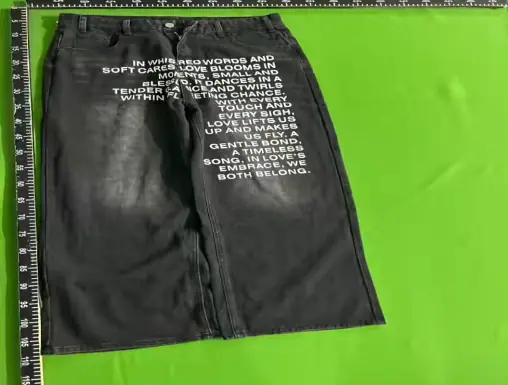 IN WHISRED WORDS AND
SOFT CARES LOVE BLOOMS IN
MOMENTS, SMALL AND
DANCES IN A
TENDER AND TWIRLS
WITHIN CHANCE,
WITH EVERY
TOUCH AND
EVERY SIGH,
LOVE LIFTS US
UP AND MAKES
US FLY. A
GENTLE BOND,
A TIMELESS
SONG, IN LOVE'S
EMBRACE, WE
BOTH BELONG.